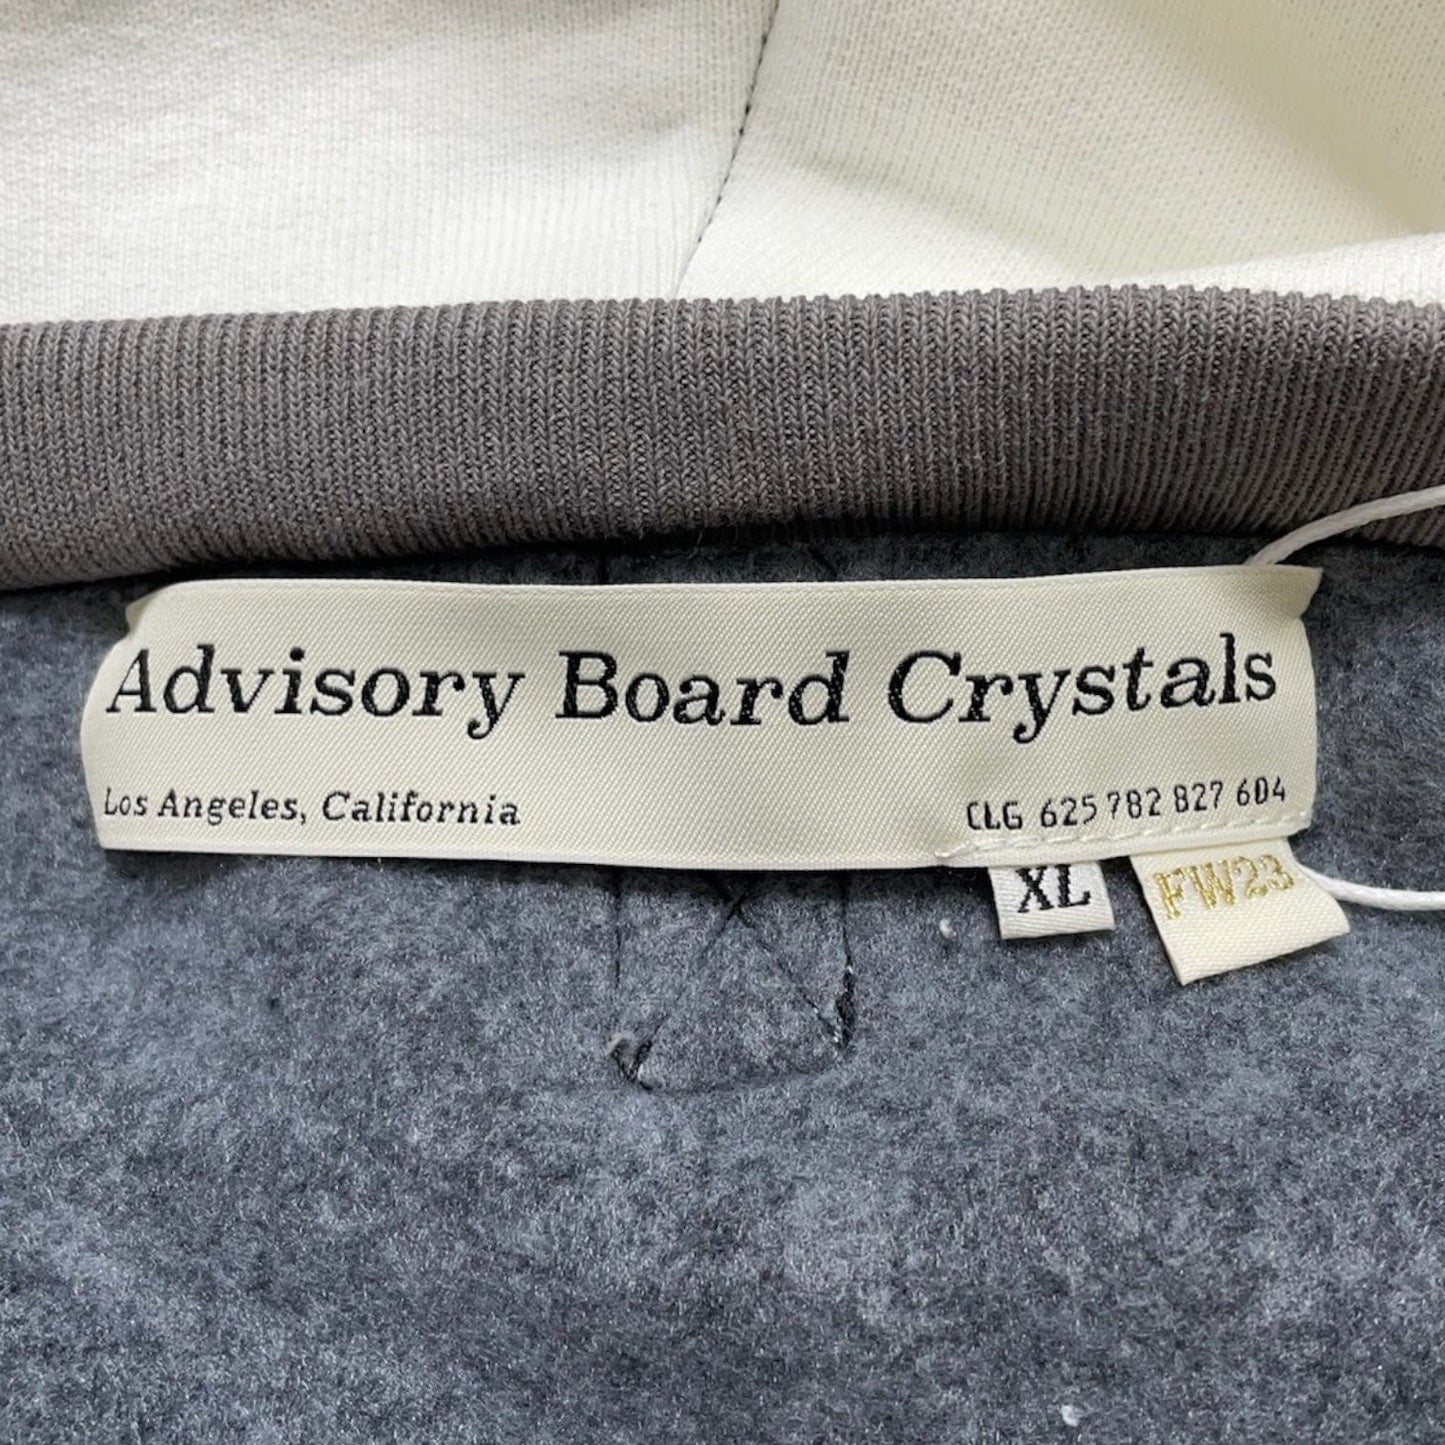 Advisory Board Crystals
Los Angeles, California
CLG 625 782 827 604
XL
FW23